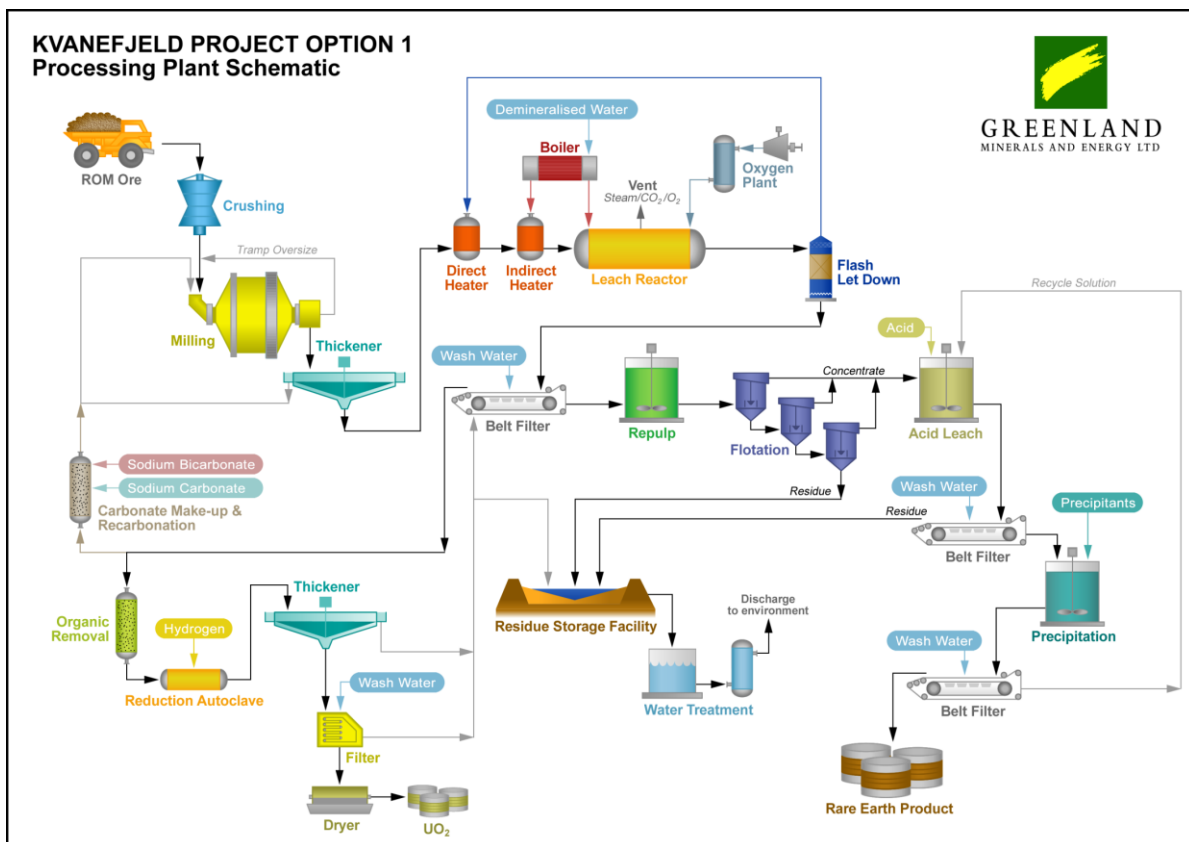 KVANEFJELD PROJECT OPTION 1
Processing Plant Schematic
GREENLAND
MINERALS AND ENERGY LTD
ROM Ore
Crushing
Tramp Oversize
Milling
Thickener
Demineralised Water
Boiler
Vent
Steam/CO₂/O₂
Oxygen
Plant
Direct
Heater
Indirect
Heater
Leach Reactor
Flash
Let Down
Recycle Solution
Wash Water
Belt Filter
Repulp
Flotation
Concentrate
Residue
Acid
Acid Leach
Sodium Bicarbonate
Sodium Carbonate
Carbonate Make-up &
Recarbonation
Wash Water
Residue
Belt Filter
Precipitants
Precipitation
Organic
Removal
Hydrogen
Reduction Autoclave
Thickener
Wash Water
Filter
Dryer
UO₂
Residue Storage Facility
Discharge
to environment
Water Treatment
Wash Water
Belt Filter
Rare Earth Product